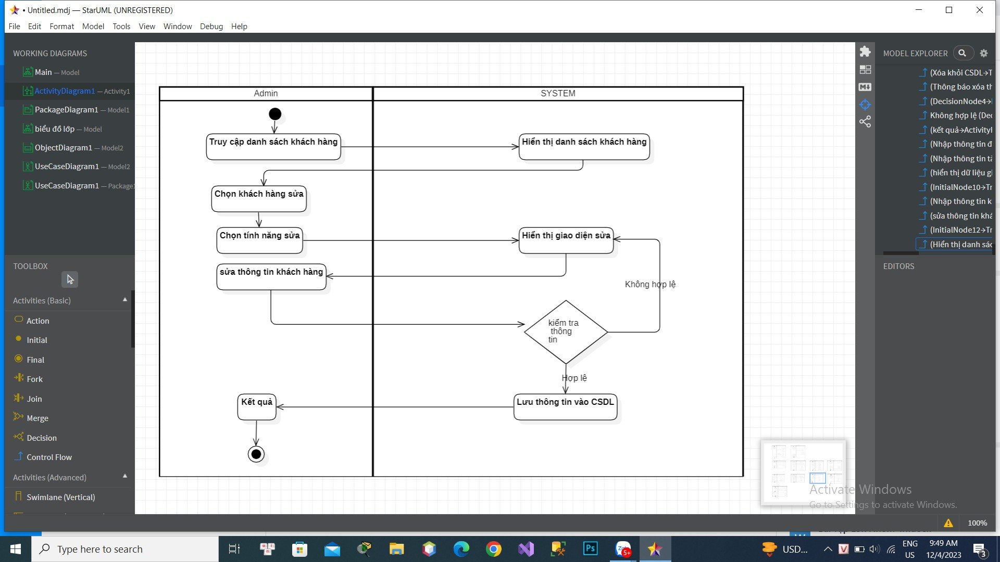 • Untitled.mdj — StarUML (UNREGISTERED)
File Edit Format Model Tools View Window Debug Help
WORKING DIAGRAMS
Main — Model
ActivityDiagram1 — Activity1
PackageDiagram1 — Model1
biểu đồ lớp — Model
ObjectDiagram1 — Model2
UseCaseDiagram1 — Model2
UseCaseDiagram1 — Package1
TOOLBOX
Activities (Basic)
Action
Initial
Final
Fork
Join
Merge
Decision
Control Flow
Activities (Advanced)
Swimlane (Vertical)
Admin
SYSTEM
Truy cập danh sách khách hàng
Hiển thị danh sách khách hàng
Chọn khách hàng sửa
Chọn tính năng sửa
Hiển thị giao diện sửa
sửa thông tin khách hàng
Không hợp lệ
kiểm tra
thông
tin
Hợp lệ
Kết quả
Lưu thông tin vào CSDL
MODEL EXPLORER
(Xóa khỏi CSDL→T
(Thông báo xóa th
(DecisionNode4→
Không hợp lệ (Dec
(kết quả→Activity
(Nhập thông tin đ
(Nhập thông tin tà
(hiển thị dữ liệu gi
(InitialNode10→Tr
(Nhập thông tin k
(sửa thông tin khá
(InitialNode12→Tr
(Hiển thị danh sác
EDITORS
Activate Windows
Go to Settings to activate Windows.
100%
Type here to search
Ps
5+
USD...
V
ENG
US
9:49 AM
12/4/2023
3